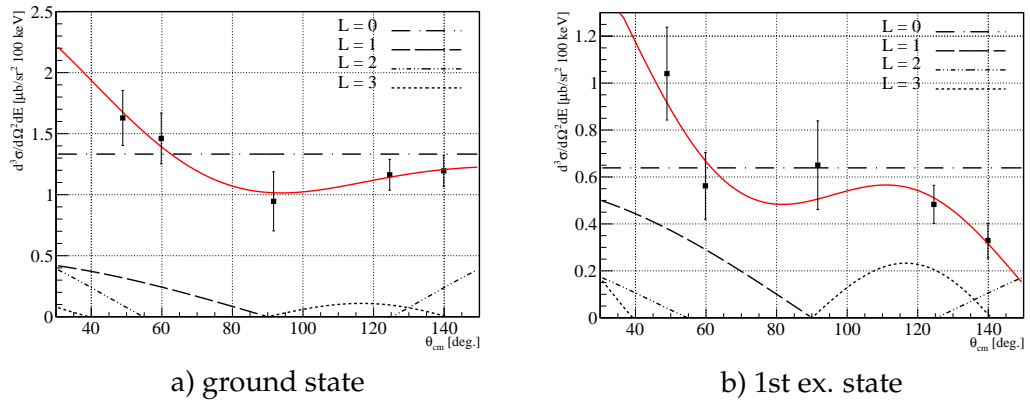 d³σ/dΩ²dE [μb/sr² 100 keV]
2.5
2
1.5
1
0.5
0
40 60 80 100 120 140
θcm [deg.]
L = 0
L = 1
L = 2
L = 3
a) ground state
d³σ/dΩ²dE [μb/sr² 100 keV]
1.2
1
0.8
0.6
0.4
0.2
0
40 60 80 100 120 140
θcm [deg.]
L = 0
L = 1
L = 2
L = 3
b) 1st ex. state